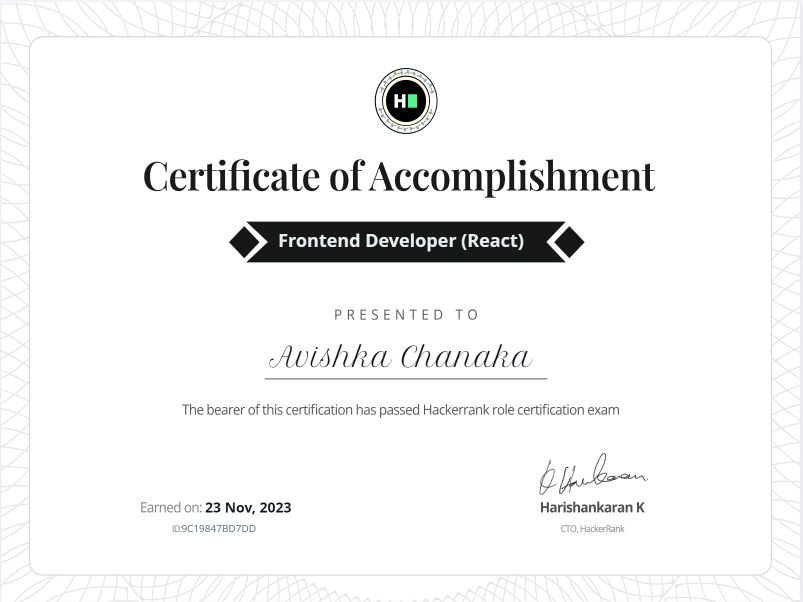 H
Certificate of Accomplishment
Frontend Developer (React)
PRESENTED TO
Avishka Chanaka
The bearer of this certification has passed Hackerrank role certification exam
Earned on: 23 Nov, 2023
ID:9C19847BD7DD
Harishankaran K
CTO, HackerRank